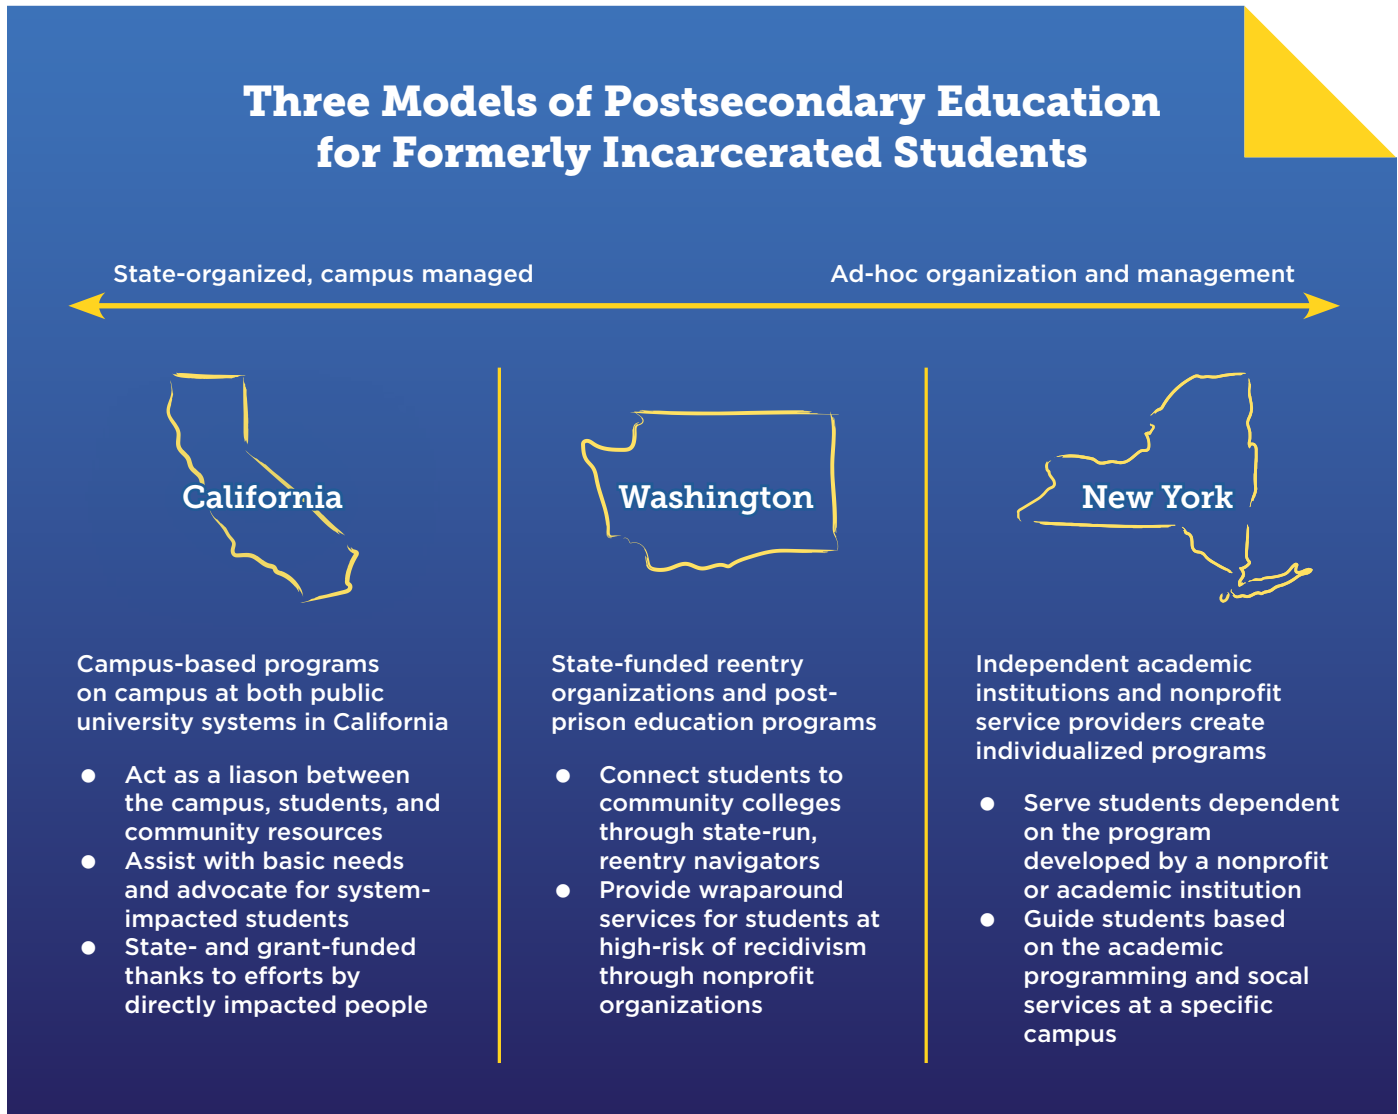 Three Models of Postsecondary Education
for Formerly Incarcerated Students
State-organized, campus managed
Ad-hoc organization and management
California
Campus-based programs
on campus at both public
university systems in California
● Act as a liason between
the campus, students, and
community resources
● Assist with basic needs
and advocate for system-
impacted students
● State- and grant-funded
thanks to efforts by
directly impacted people
Washington
State-funded reentry
organizations and post-
prison education programs
● Connect students to
community colleges
through state-run,
reentry navigators
● Provide wraparound
services for students at
high-risk of recidivism
through nonprofit
organizations
New York
Independent academic
institutions and nonprofit
service providers create
individualized programs
● Serve students dependent
on the program
developed by a nonprofit
or academic institution
● Guide students based
on the academic
programming and socal
services at a specific
campus